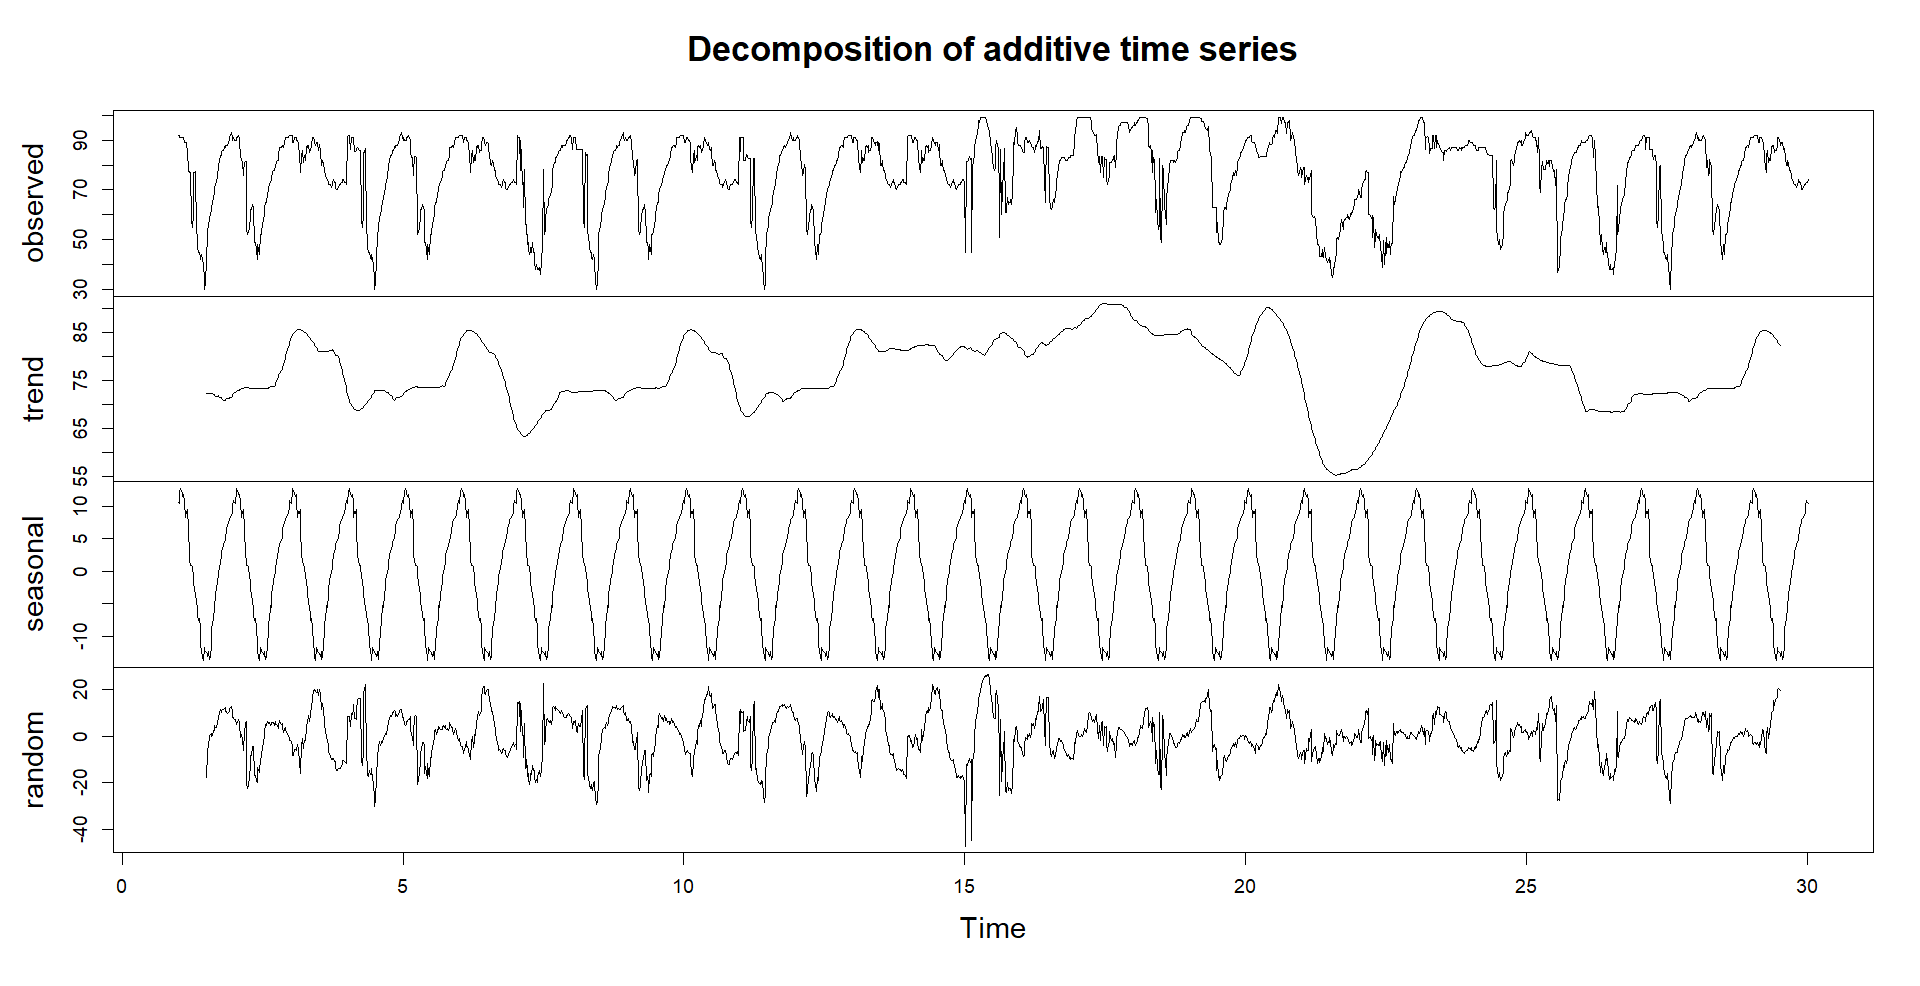 Decomposition of additive time series
observed
30 50 70 90
trend
55 65 75 85
seasonal
-10 0 5 10
random
-40 -20 0 20
0 5 10 15 20 25 30
Time